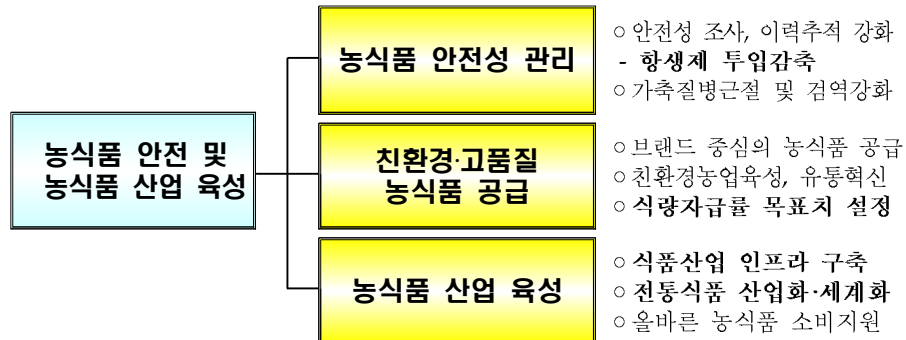 농식품 안전 및
농식품 산업 육성
농식품 안전성 관리
○ 안전성 조사, 이력추적 강화
- 항생제 투입감축
○ 가축질병근절 및 검역강화
친환경·고품질
농식품 공급
○ 브랜드 중심의 농식품 공급
○ 친환경농업육성, 유통혁신
○ 식량자급률 목표치 설정
농식품 산업 육성
○ 식품산업 인프라 구축
○ 전통식품 산업화·세계화
○ 올바른 농식품 소비지원